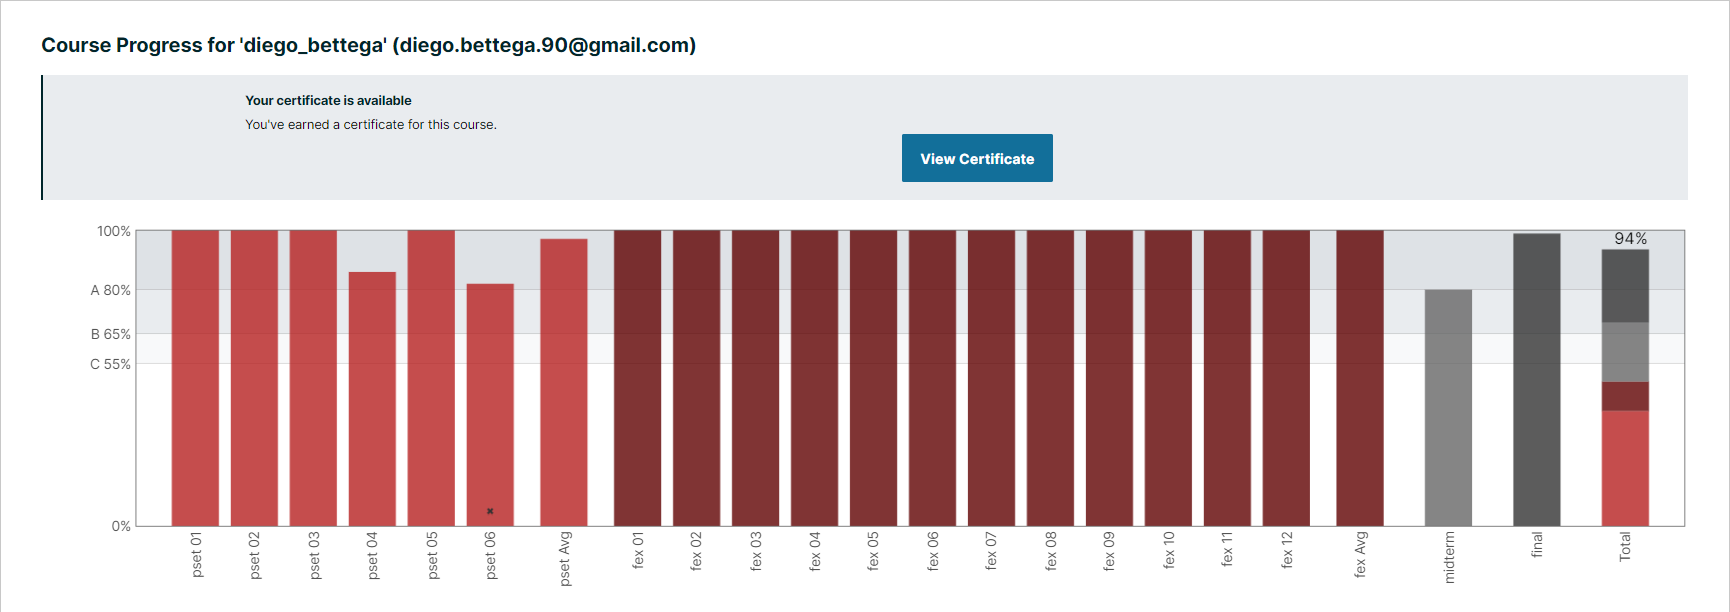 Course Progress for 'diego_bettega' (diego.bettega.90@gmail.com)
Your certificate is available
You've earned a certificate for this course.
View Certificate
100%
A 80%
B 65%
C 55%
0%
94%
pset 01
pset 02
pset 03
pset 04
pset 05
pset 06
pset Avg
fex 01
fex 02
fex 03
fex 04
fex 05
fex 06
fex 07
fex 08
fex 09
fex 10
fex 11
fex 12
fex Avg
midterm
final
Total